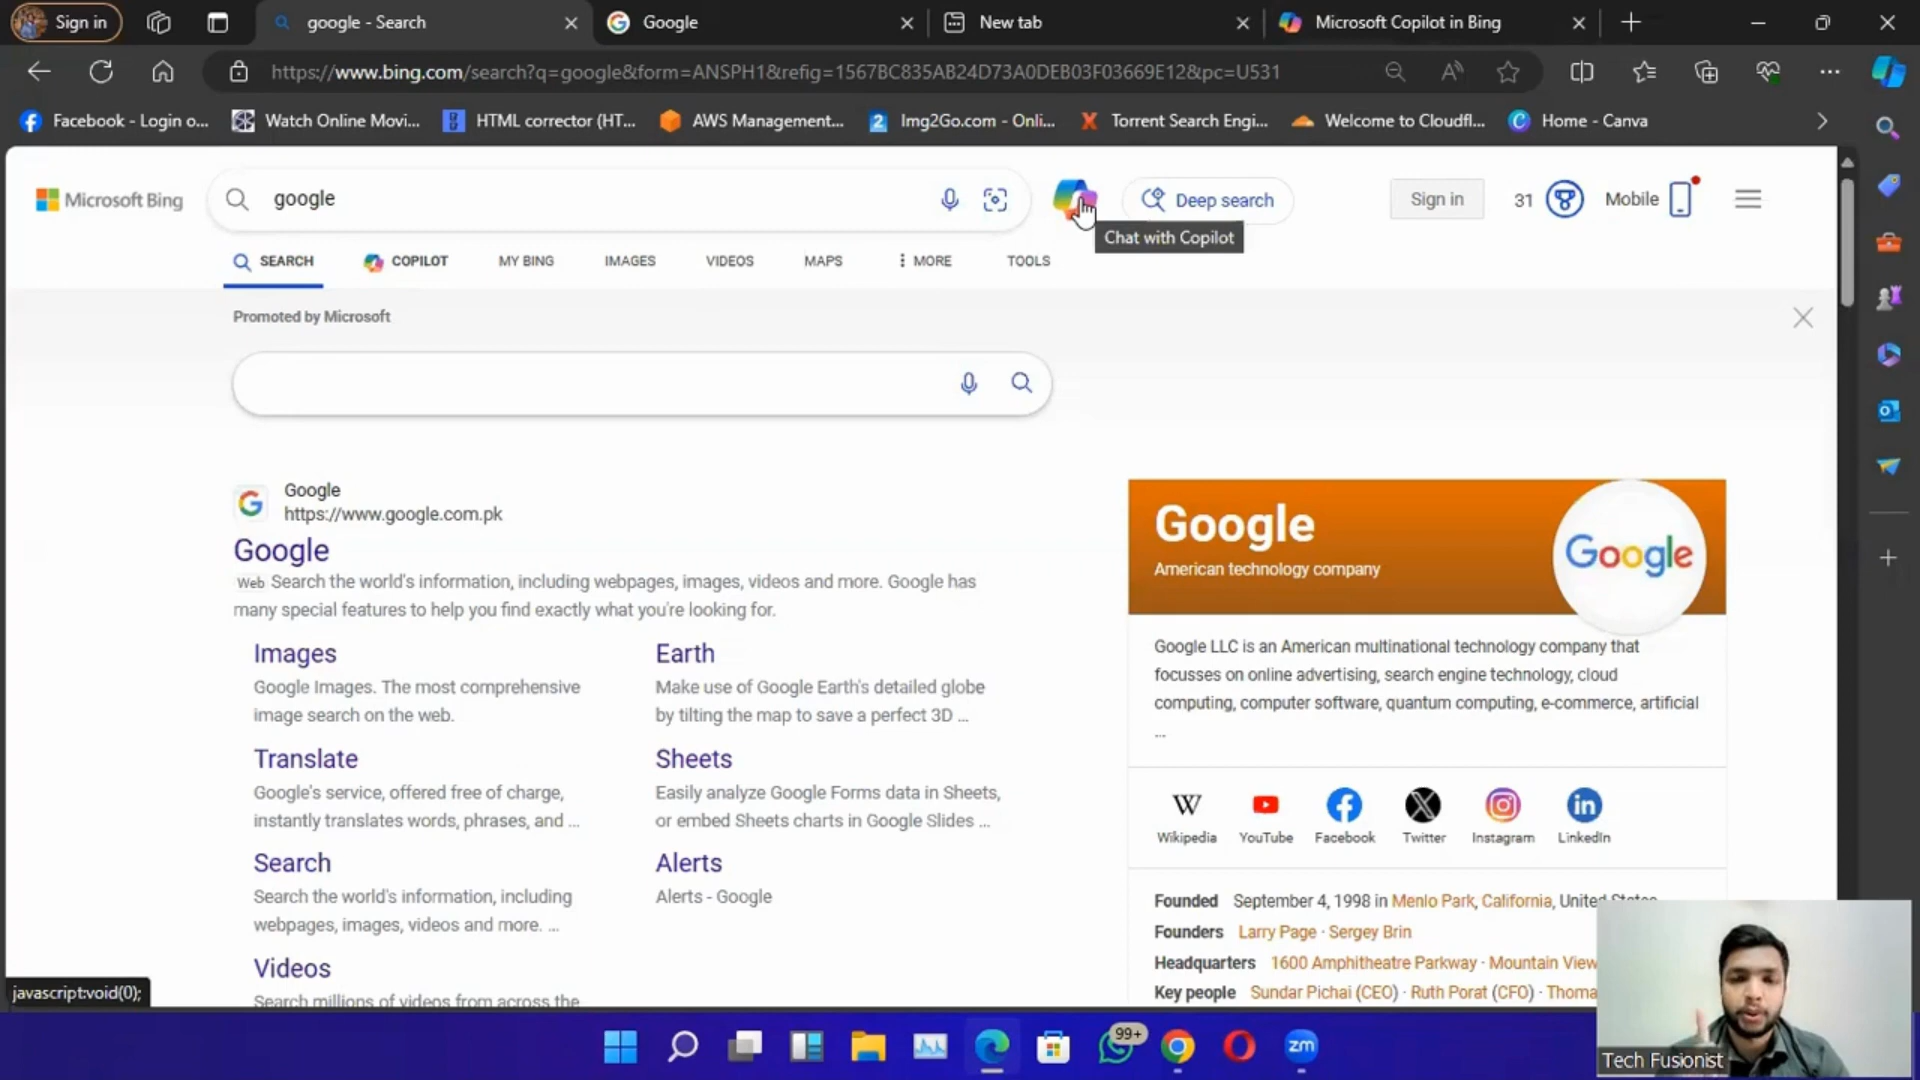 Sign in
google - Search
Google
New tab
Microsoft Copilot in Bing
https://www.bing.com/search?q=google&form=ANSPH1&refig=1567BC835AB24D73A0DEB03F03669E12&pc=U531
Facebook - Login o...
Watch Online Movi...
HTML corrector (HT...
AWS Management...
Img2Go.com - Onli...
Torrent Search Engi...
Welcome to Cloudfl...
Home - Canva
Microsoft Bing
google
Deep search
Sign in
31
Mobile
Chat with Copilot
SEARCH
COPILOT
MY BING
IMAGES
VIDEOS
MAPS
MORE
TOOLS
Promoted by Microsoft
Google
https://www.google.com.pk
Google
Web Search the world's information, including webpages, images, videos and more. Google has
many special features to help you find exactly what you're looking for.
Images
Google Images. The most comprehensive
image search on the web.
Translate
Google's service, offered free of charge,
instantly translates words, phrases, and ...
Search
Search the world's information, including
webpages, images, videos and more. ...
Videos
Search millions of videos from across the
Earth
Make use of Google Earth's detailed globe
by tilting the map to save a perfect 3D ...
Sheets
Easily analyze Google Forms data in Sheets,
or embed Sheets charts in Google Slides ...
Alerts
Alerts - Google
Google
American technology company
Google
Google LLC is an American multinational technology company that
focusses on online advertising, search engine technology, cloud
computing, computer software, quantum computing, e-commerce, artificial
...
Wikipedia
YouTube
Facebook
Twitter
Instagram
LinkedIn
Founded September 4, 1998 in Menlo Park, California, United States
Founders Larry Page · Sergey Brin
Headquarters 1600 Amphitheatre Parkway · Mountain View
Key people Sundar Pichai (CEO) · Ruth Porat (CFO) · Thoma
javascript:void(0);
99+
zm
Tech Fusionist